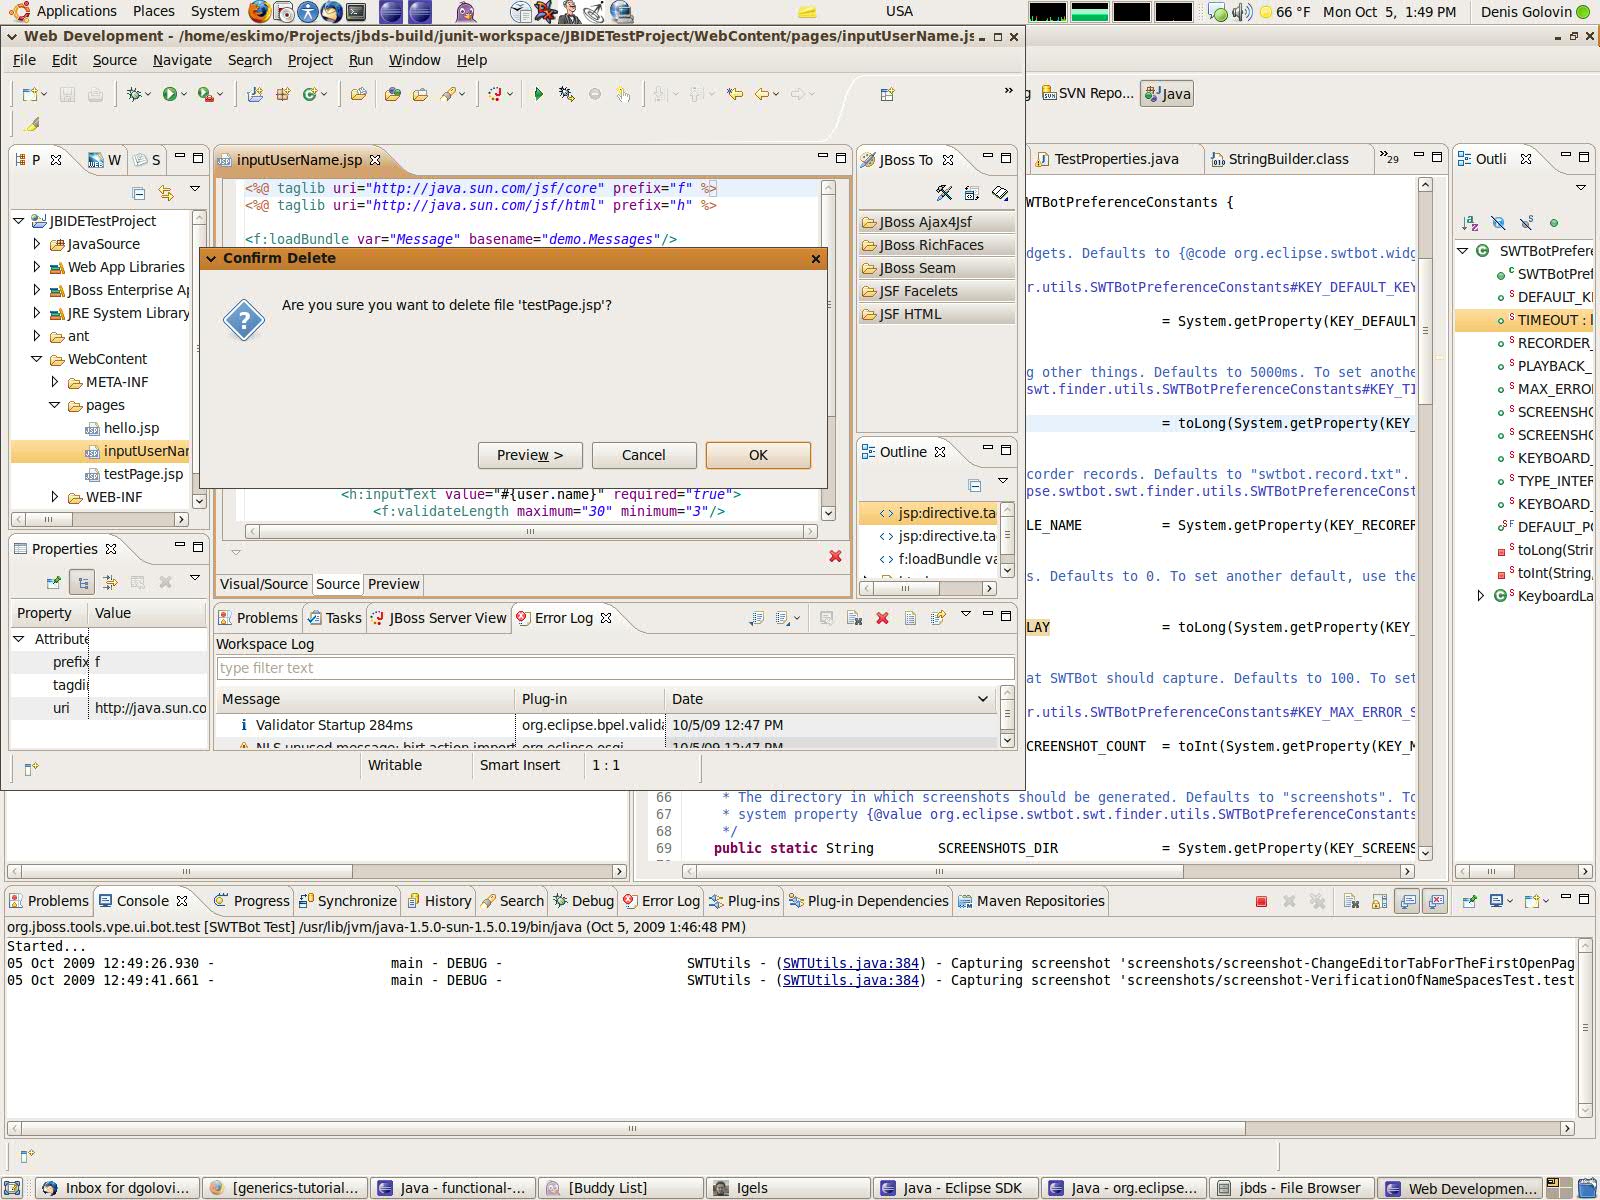 Applications Places System USA 66 °F Mon Oct 5, 1:49 PM Denis Golovin
Web Development - /home/eskimo/Projects/jbds-build/junit-workspace/JBIDETestProject/WebContent/pages/inputUserName.js
File Edit Source Navigate Search Project Run Window Help
» SVN Repo... Java
P W S
inputUserName.jsp
JBoss To
TestProperties.java StringBuilder.class »29
Outli
JBIDETestProject
JavaSource
Web App Libraries
JBoss Enterprise Ap
JRE System Library
ant
WebContent
META-INF
pages
hello.jsp
inputUserNar
testPage.jsp
WEB-INF
<%@ taglib uri="http://java.sun.com/jsf/core" prefix="f" %>
<%@ taglib uri="http://java.sun.com/jsf/html" prefix="h" %>
<f:loadBundle var="Message" basename="demo.Messages"/>
Confirm Delete
Are you sure you want to delete file 'testPage.jsp'?
Preview >
Cancel
OK
<h:inputText value="#{user.name}" required="true">
<f:validateLength maximum="30" minimum="3"/>
Visual/Source Source Preview
JBoss Ajax4Jsf
JBoss RichFaces
JBoss Seam
JSF Facelets
JSF HTML
Outline
jsp:directive.ta
jsp:directive.ta
f:loadBundle va
Properties
Property Value
Attribute
prefix f
tagdi
uri http://java.sun.co
Problems Tasks JBoss Server View Error Log
Workspace Log
type filter text
Message Plug-in Date
Validator Startup 284ms org.eclipse.bpel.valida 10/5/09 12:47 PM
NLS unused message: birt action import org.eclipse.osgi 10/5/09 12:47 PM
Writable Smart Insert 1 : 1
WTBotPreferenceConstants {
dgets. Defaults to {@code org.eclipse.swtbot.widg
r.utils.SWTBotPreferenceConstants#KEY_DEFAULT_KEY
= System.getProperty(KEY_DEFAULT
g other things. Defaults to 5000ms. To set anothe
swt.finder.utils.SWTBotPreferenceConstants#KEY_TI
= toLong(System.getProperty(KEY_
corder records. Defaults to "swtbot.record.txt".
pse.swtbot.swt.finder.utils.SWTBotPreferenceConst
LE_NAME = System.getProperty(KEY_RECORER
s. Defaults to 0. To set another default, use the
LAY = toLong(System.getProperty(KEY_
at SWTBot should capture. Defaults to 100. To set
r.utils.SWTBotPreferenceConstants#KEY_MAX_ERROR_S
CREENSHOT_COUNT = toInt(System.getProperty(KEY_M
66 * The directory in which screenshots should be generated. Defaults to "screenshots". To
67 * system property {@value org.eclipse.swtbot.swt.finder.utils.SWTBotPreferenceConstants
68 */
69 public static String SCREENSHOTS_DIR = System.getProperty(KEY_SCREENS
SWTBotPrefere
SWTBotPref
DEFAULT_KE
TIMEOUT : l
RECORDER_
PLAYBACK_
MAX_ERROI
SCREENSHO
SCREENSHO
KEYBOARD_
TYPE_INTER
KEYBOARD_
DEFAULT_PO
toLong(Strin
toInt(String,
KeyboardLa
Problems Console Progress Synchronize History Search Debug Error Log Plug-ins Plug-in Dependencies Maven Repositories
org.jboss.tools.vpe.ui.bot.test [SWTBot Test] /usr/lib/jvm/java-1.5.0-sun-1.5.0.19/bin/java (Oct 5, 2009 1:46:48 PM)
Started...
05 Oct 2009 12:49:26.930 - main - DEBUG - SWTUtils - (SWTUtils.java:384) - Capturing screenshot 'screenshots/screenshot-ChangeEditorTabForTheFirstOpenPag
05 Oct 2009 12:49:41.661 - main - DEBUG - SWTUtils - (SWTUtils.java:384) - Capturing screenshot 'screenshots/screenshot-VerificationOfNameSpacesTest.test
Inbox for dgolovi... [generics-tutorial... Java - functional-... [Buddy List] Igels Java - Eclipse SDK Java - org.eclipse... jbds - File Browser Web Developmen...